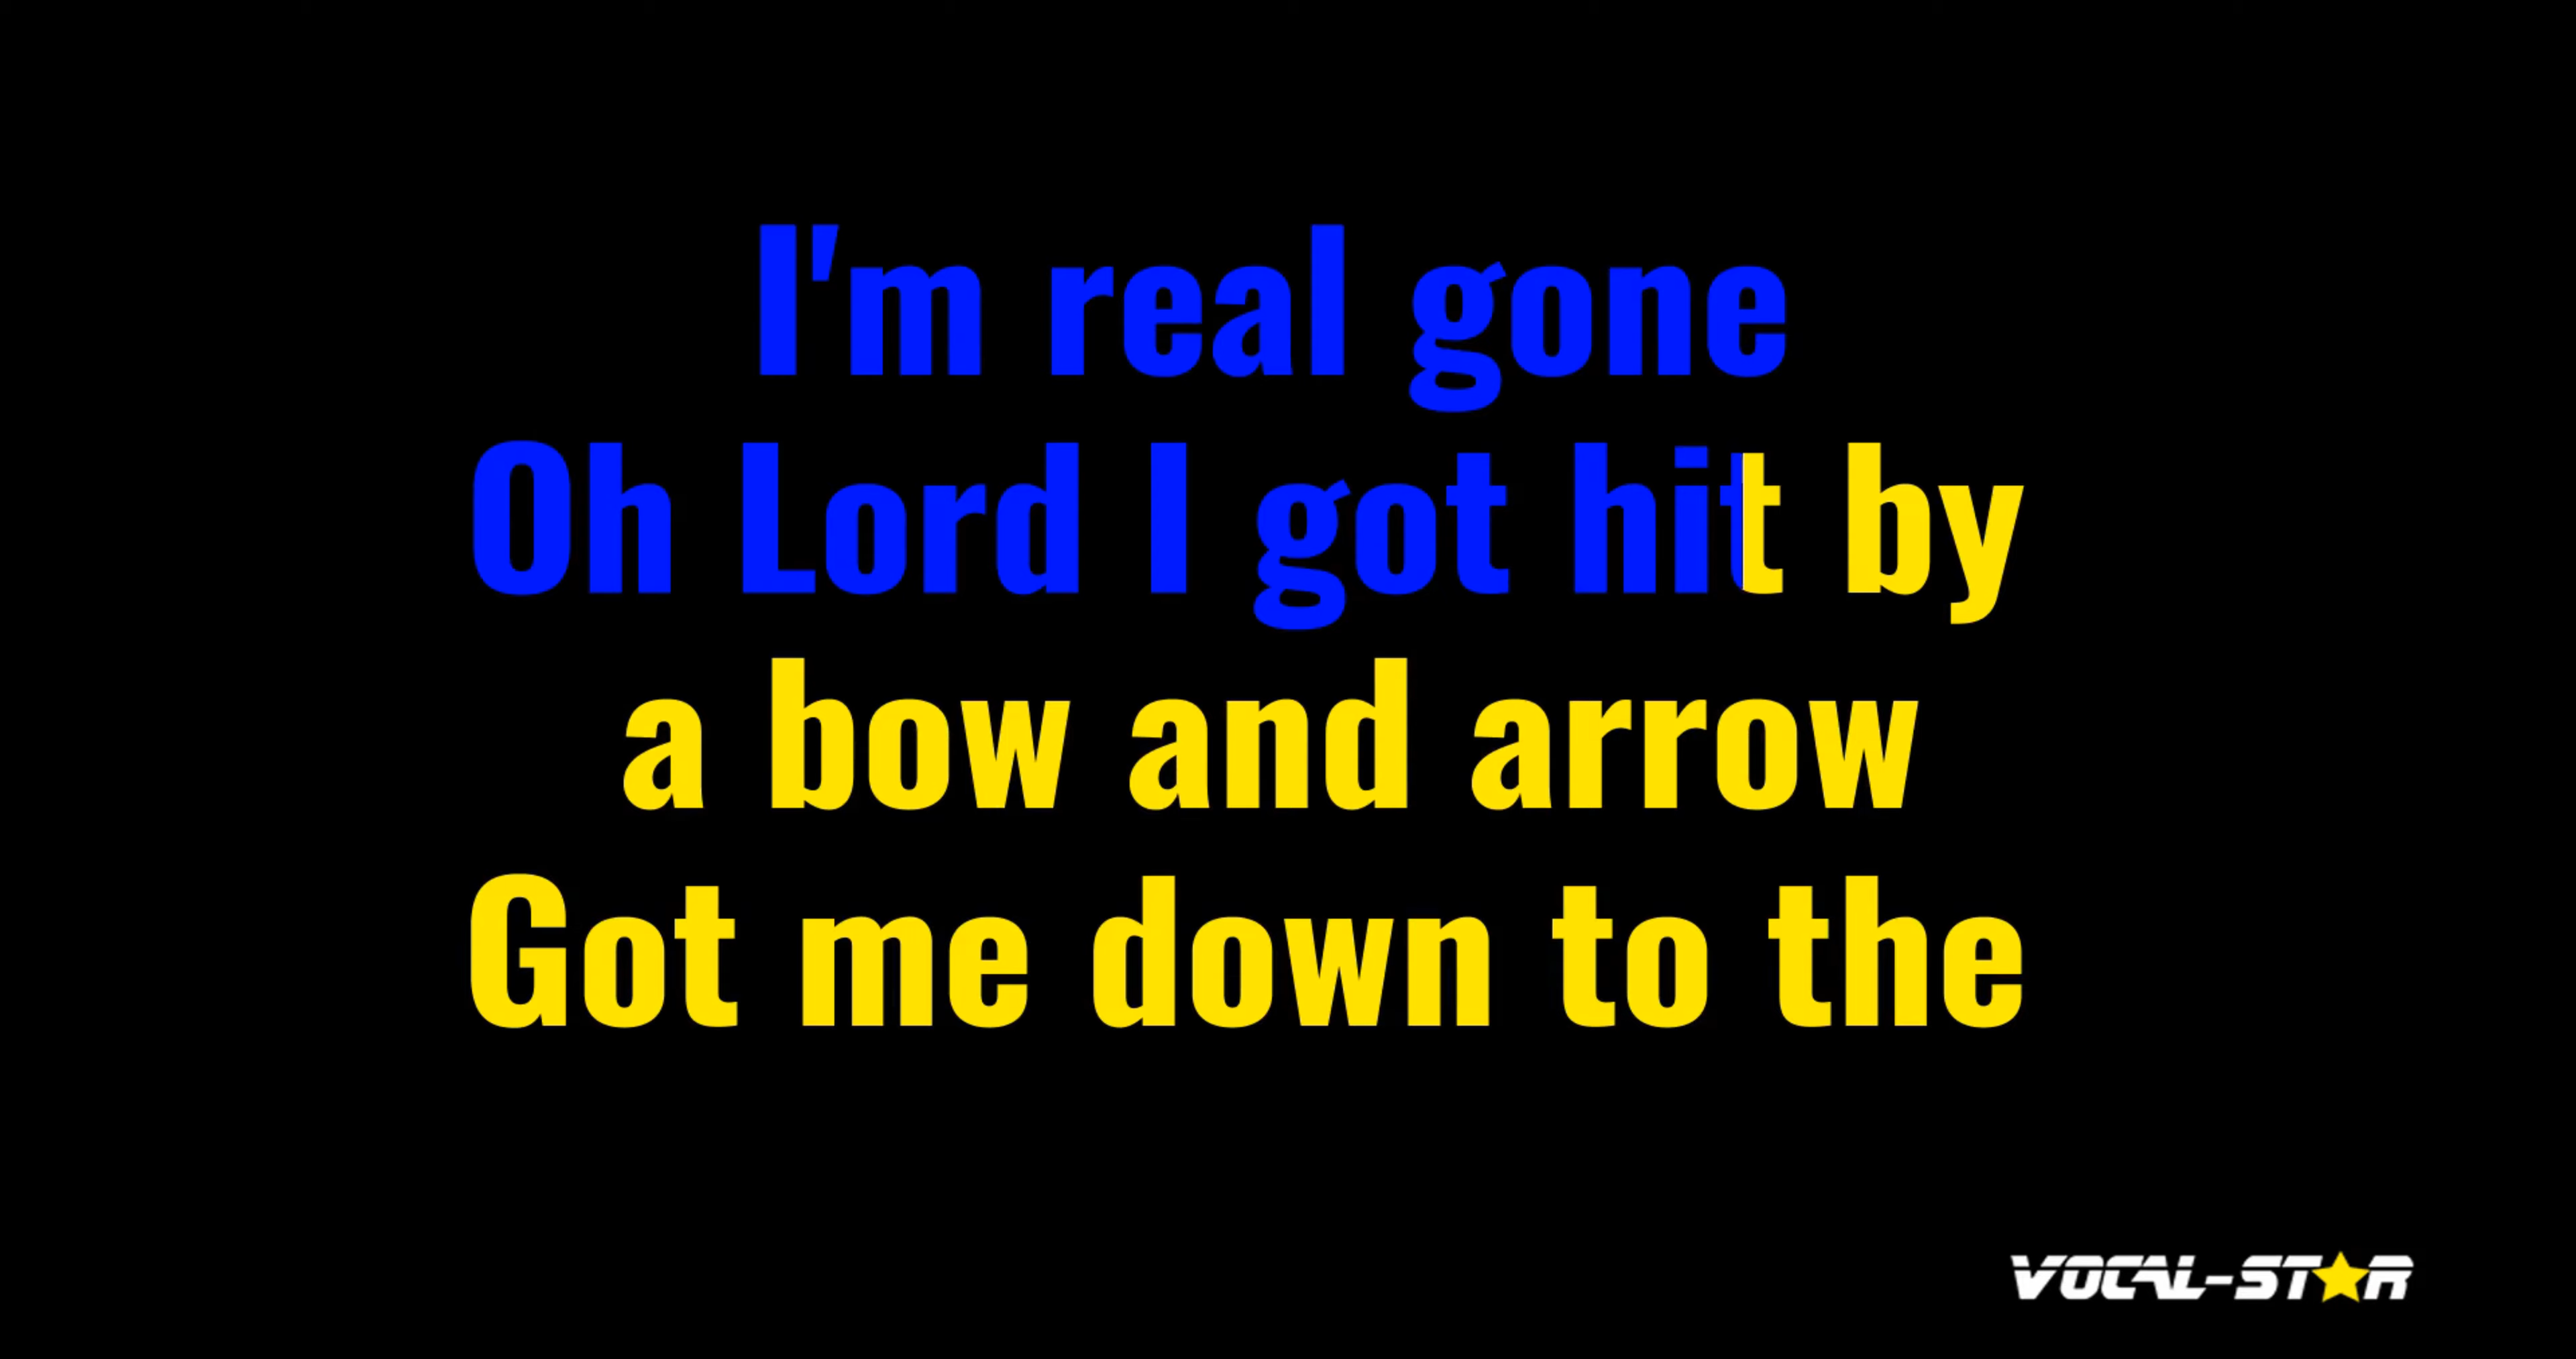 I'm real gone
Oh Lord I got hit by
a bow and arrow
Got me down to the
VOCAL-STAR